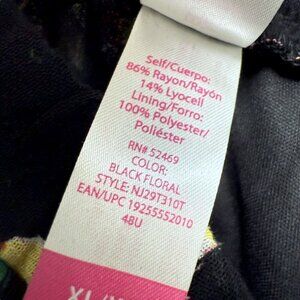 Self/Cuerpo:
86% Rayon/Rayón
14% Lyocell
Lining/Forro:
100% Polyester/
Poliéster
RN# 52469
COLOR:
BLACK FLORAL
STYLE: NJ29T310T
EAN/UPC 19255552010
48U